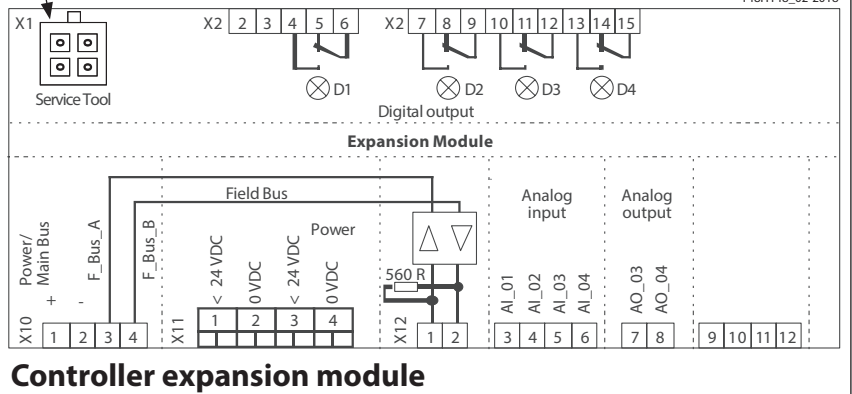 X1
X2 2 3 4 5 6
X2 7 8 9 10 11 12 13 14 15
Service Tool
D1
D2
D3
D4
Digital output
Expansion Module
Field Bus
Power/
Main Bus
+
-
F_Bus_A
F_Bus_B
Power
< 24 VDC
0 VDC
< 24 VDC
0 VDC
560 R
Analog
input
AI_01
AI_02
AI_03
AI_04
Analog
output
AO_03
AO_04
X10 1 2 3 4
X11 1 2 3 4
X12 1 2
3 4 5 6
7 8
9 10 11 12
Controller expansion module